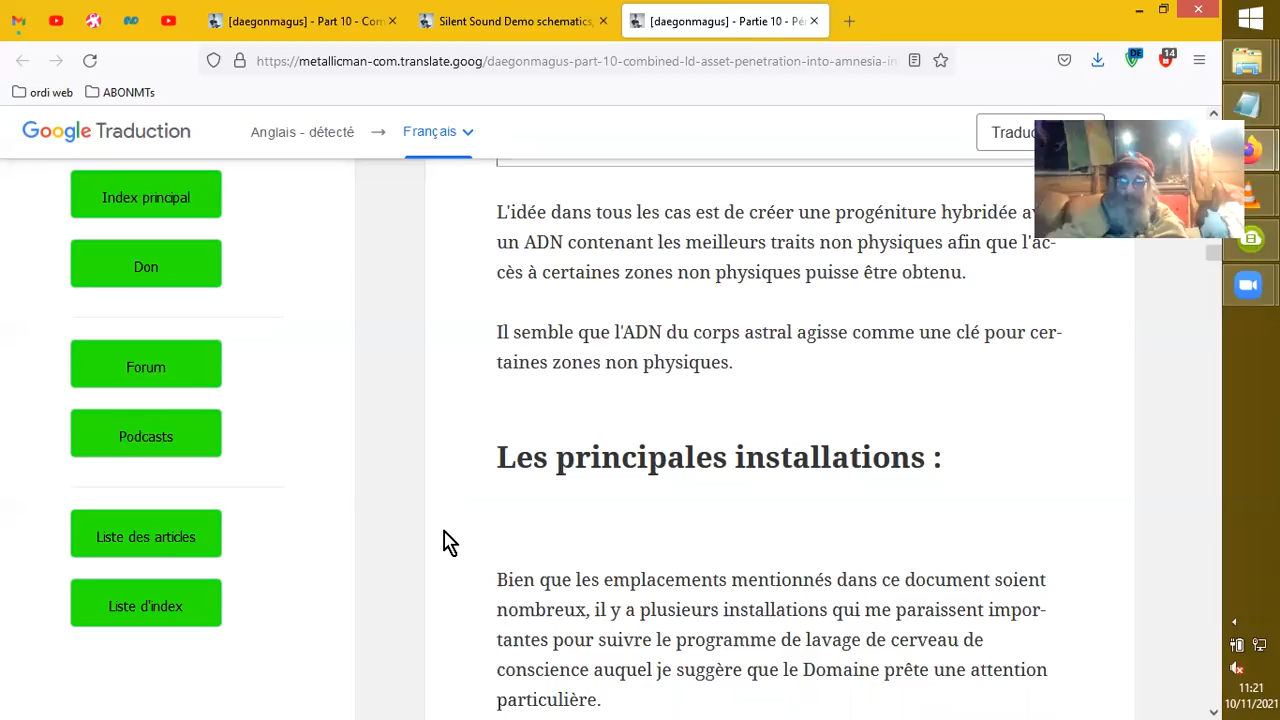 [daegonmagus] - Part 10 - Com
Silent Sound Demo schematics,
[daegonmagus] - Partie 10 - Pé
https://metallicman-com.translate.goog/daegonmagus-part-10-combined-ld-asset-penetration-into-amnesia-in
DE
14
ordi web
ABONMTs
Google Traduction
Anglais - détecté
Français
Traduc
Index principal
Don
Forum
Podcasts
Liste des articles
Liste d'index
L'idée dans tous les cas est de créer une progéniture hybridée
un ADN contenant les meilleurs traits non physiques afin que l'ac-
cès à certaines zones non physiques puisse être obtenu.
Il semble que l'ADN du corps astral agisse comme une clé pour cer-
taines zones non physiques.
Les principales installations :
Bien que les emplacements mentionnés dans ce document soient
nombreux, il y a plusieurs installations qui me paraissent impor-
tantes pour suivre le programme de lavage de cerveau de
conscience auquel je suggère que le Domaine prête une attention
particulière.
11:21
10/11/2021